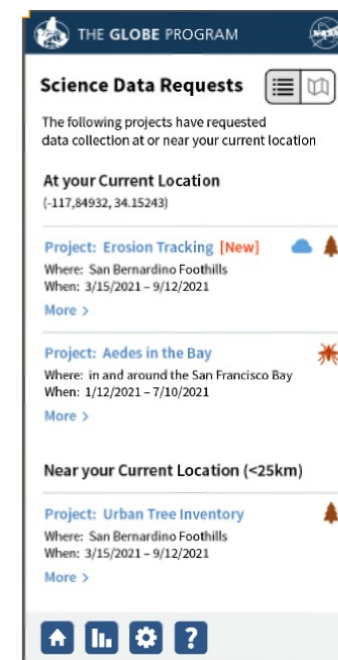 THE GLOBE PROGRAM
NASA
Science Data Requests
The following projects have requested
data collection at or near your current location
At your Current Location
(-117,84932, 34.15243)
Project: Erosion Tracking [New]
Where: San Bernardino Foothills
When: 3/15/2021 – 9/12/2021
More >
Project: Aedes in the Bay
Where: in and around the San Francisco Bay
When: 1/12/2021 – 7/10/2021
More >
Near your Current Location (<25km)
Project: Urban Tree Inventory
Where: San Bernardino Foothills
When: 3/15/2021 – 9/12/2021
More >
?